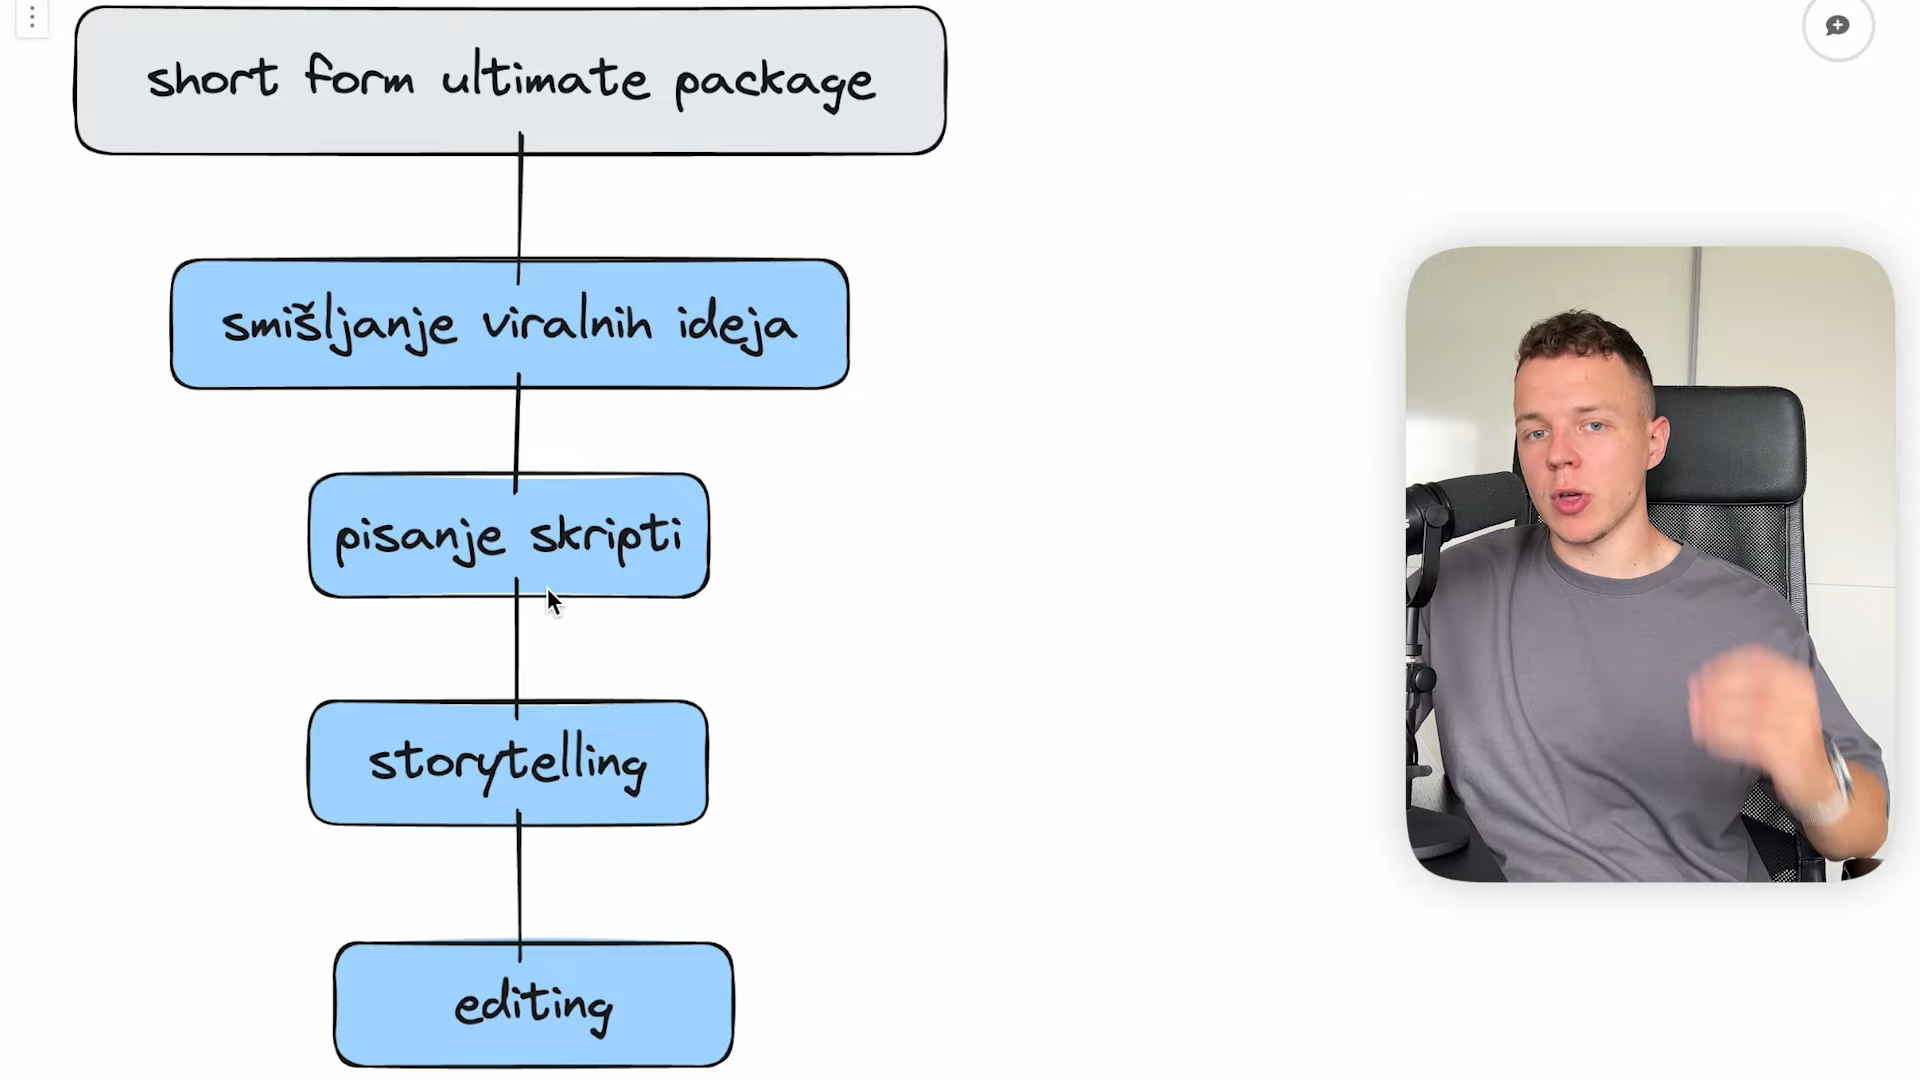 short form ultimate package
smišljanje viralnih ideja
pisanje skripti
storytelling
editing